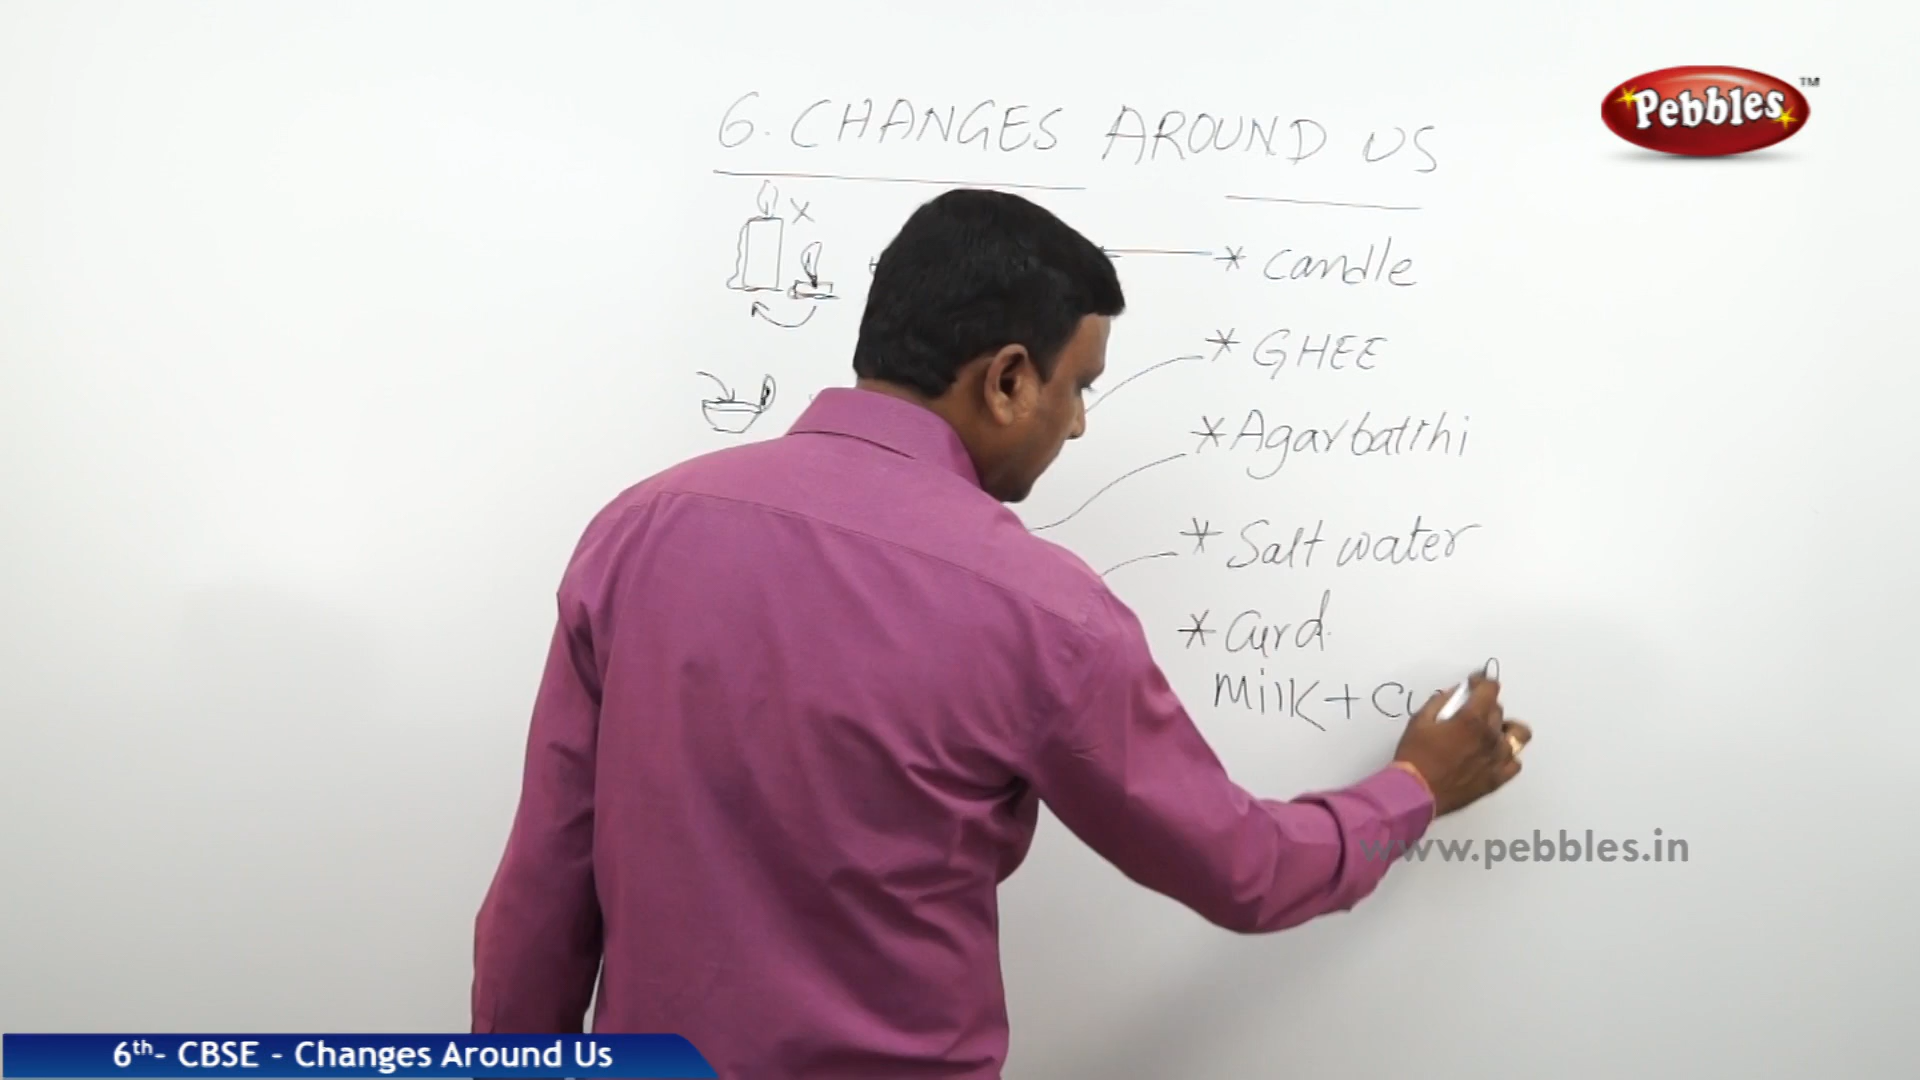 Pebbles TM
6. CHANGES AROUND US
* candle
* GHEE
* Agarbatthi
* Salt water
* Curd
Milk +
www.pebbles.in
6th- CBSE - Changes Around Us